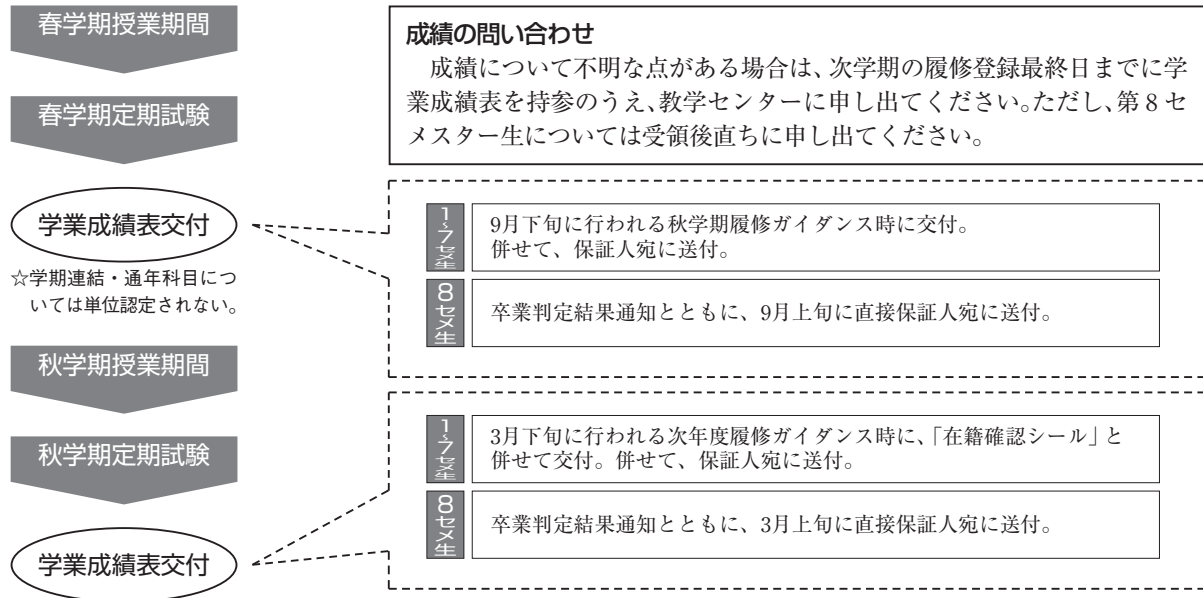 春学期授業期間
春学期定期試験
学業成績表交付
☆学期連結・通年科目につ
いては単位認定されない。
秋学期授業期間
秋学期定期試験
学業成績表交付
成績の問い合わせ
成績について不明な点がある場合は、次学期の履修登録最終日までに学
業成績表を持参のうえ、教学センターに申し出てください。ただし、第８セ
メスター生については受領後直ちに申し出てください。
1〜7セメ生
9月下旬に行われる秋学期履修ガイダンス時に交付。
併せて、保証人宛に送付。
8セメ生
卒業判定結果通知とともに、9月上旬に直接保証人宛に送付。
1〜7セメ生
3月下旬に行われる次年度履修ガイダンス時に、「在籍確認シール」と
併せて交付。併せて、保証人宛に送付。
8セメ生
卒業判定結果通知とともに、3月上旬に直接保証人宛に送付。